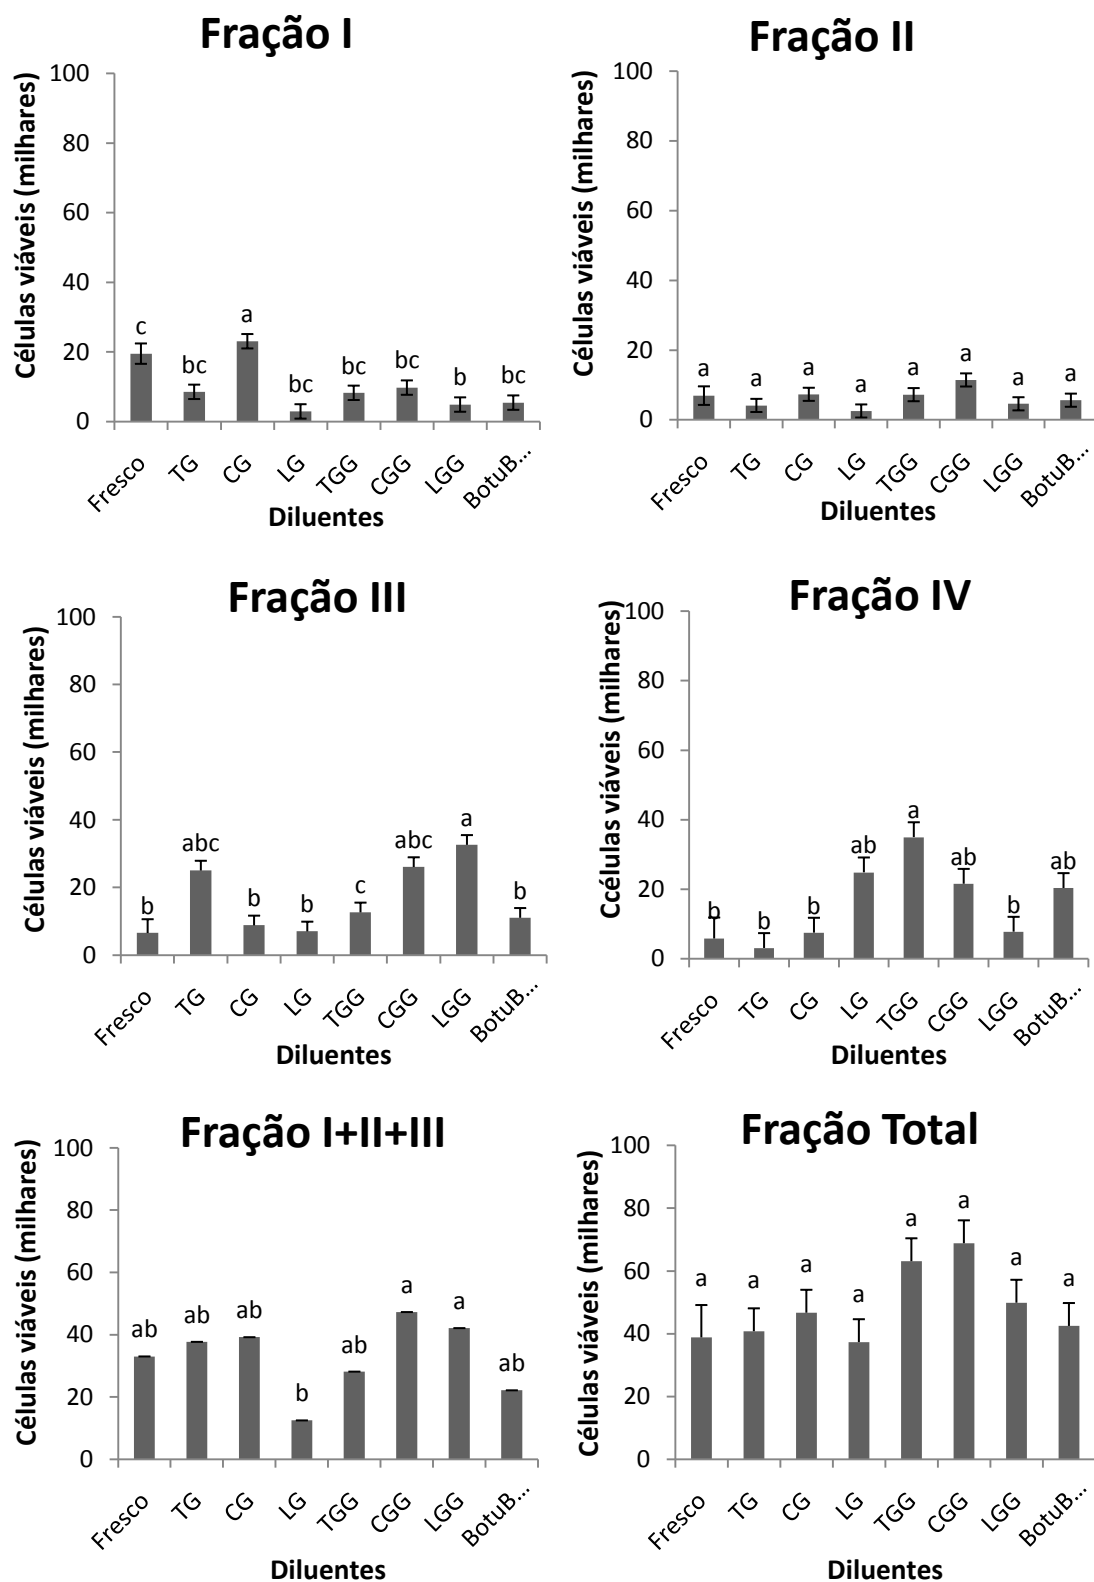 Fração I
Células viáveis (milhares)
100
80
60
40
20
0
c
bc
a
bc
bc
bc
b
bc
Fresco
TG
CG
LG
TGG
CGG
LGG
BotuB...
Diluentes
Fração II
Células viáveis (milhares)
100
80
60
40
20
0
a
a
a
a
a
a
a
a
Fresco
TG
CG
LG
TGG
CGG
LGG
BotuB...
Diluentes
Fração III
Células viáveis (milhares)
100
80
60
40
20
0
b
abc
b
b
c
abc
a
b
Fresco
TG
CG
LG
TGG
CGG
LGG
BotuB...
Diluentes
Fração IV
Ccélulas viáveis (milhares)
100
80
60
40
20
0
b
b
b
ab
a
ab
b
ab
Fresco
TG
CG
LG
TGG
CGG
LGG
BotuB...
Diluentes
Fração I+II+III
Células viáveis (milhares)
100
80
60
40
20
0
ab
ab
ab
b
ab
a
a
ab
Fresco
TG
CG
LG
TGG
CGG
LGG
BotuB...
Diluentes
Fração Total
Células viáveis (milhares)
100
80
60
40
20
0
a
a
a
a
a
a
a
a
Fresco
TG
CG
LG
TGG
CGG
LGG
BotuB...
Diluentes